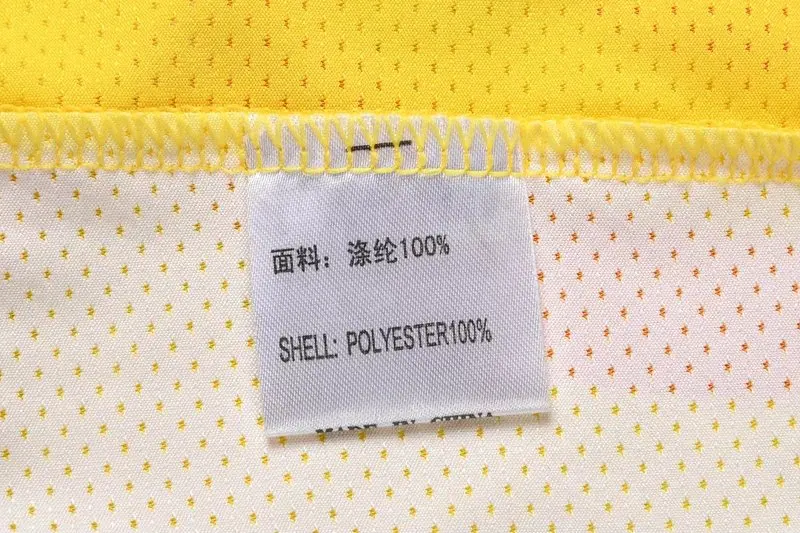 面料：涤纶100%
SHELL: POLYESTER100%
MADE IN CHINA